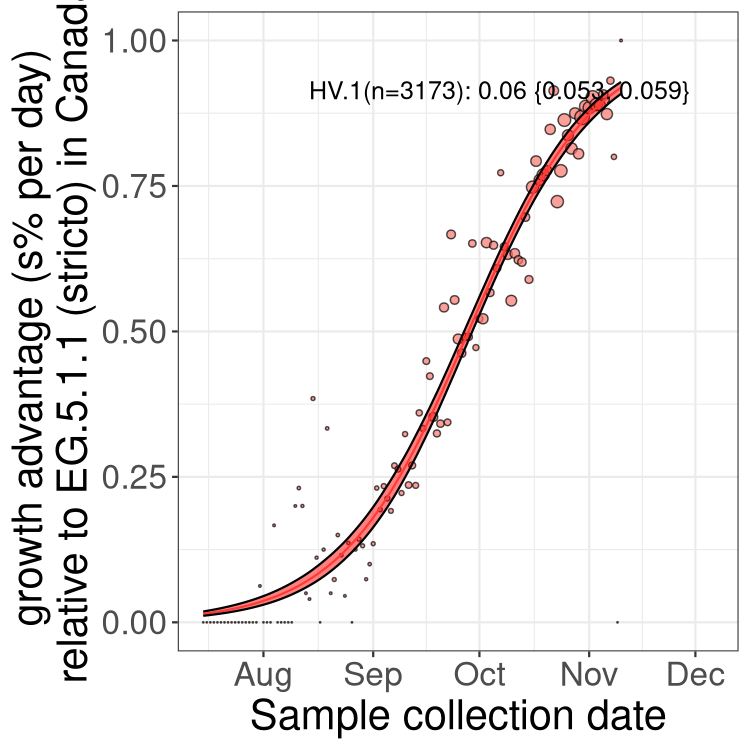 growth advantage (s% per day)
relative to EG.5.1.1 (stricto) in Canada
1.00
0.75
0.50
0.25
0.00
HV.1(n=3173): 0.06 {0.053, 0.059}
Aug Sep Oct Nov Dec
Sample collection date